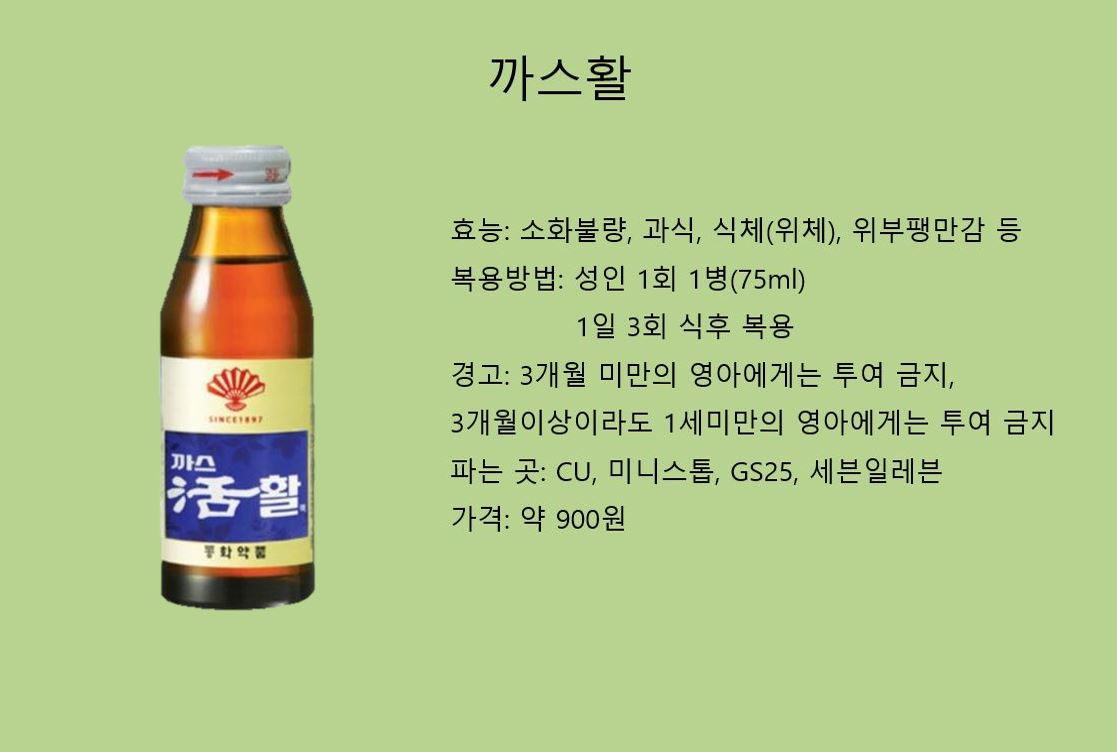 까스활
효능: 소화불량, 과식, 식체(위체), 위부팽만감 등
복용방법: 성인 1회 1병(75ml)
1일 3회 식후 복용
경고: 3개월 미만의 영아에게는 투여 금지,
3개월이상이라도 1세미만의 영아에게는 투여 금지
파는 곳: CU, 미니스톱, GS25, 세븐일레븐
가격: 약 900원
SINCE1897
까스
活활
동화약품